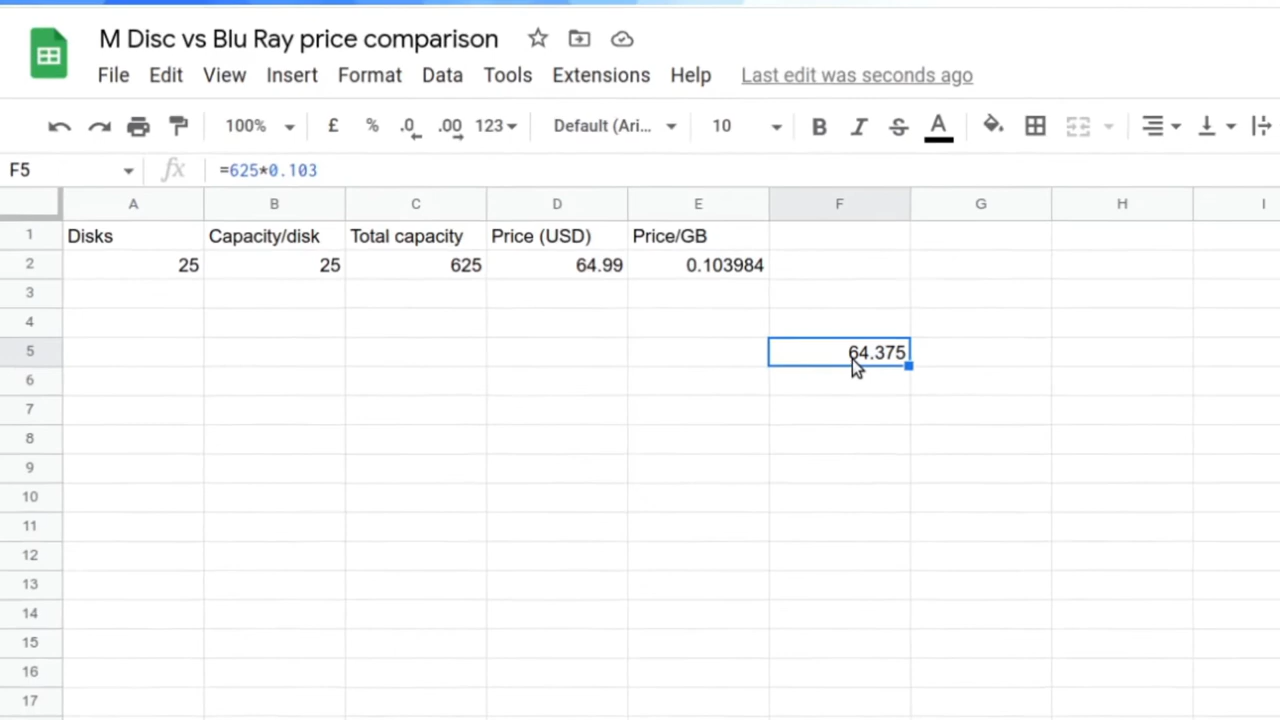 M Disc vs Blu Ray price comparison
File Edit View Insert Format Data Tools Extensions Help Last edit was seconds ago
100% £ % .0 .00 123 Default (Ari... 10 B I S A
F5 fx =625*0.103
A B C D E F G H I
1 Disks Capacity/disk Total capacity Price (USD) Price/GB
2 25 25 625 64.99 0.103984
3
4
5 64.375
6
7
8
9
10
11
12
13
14
15
16
17